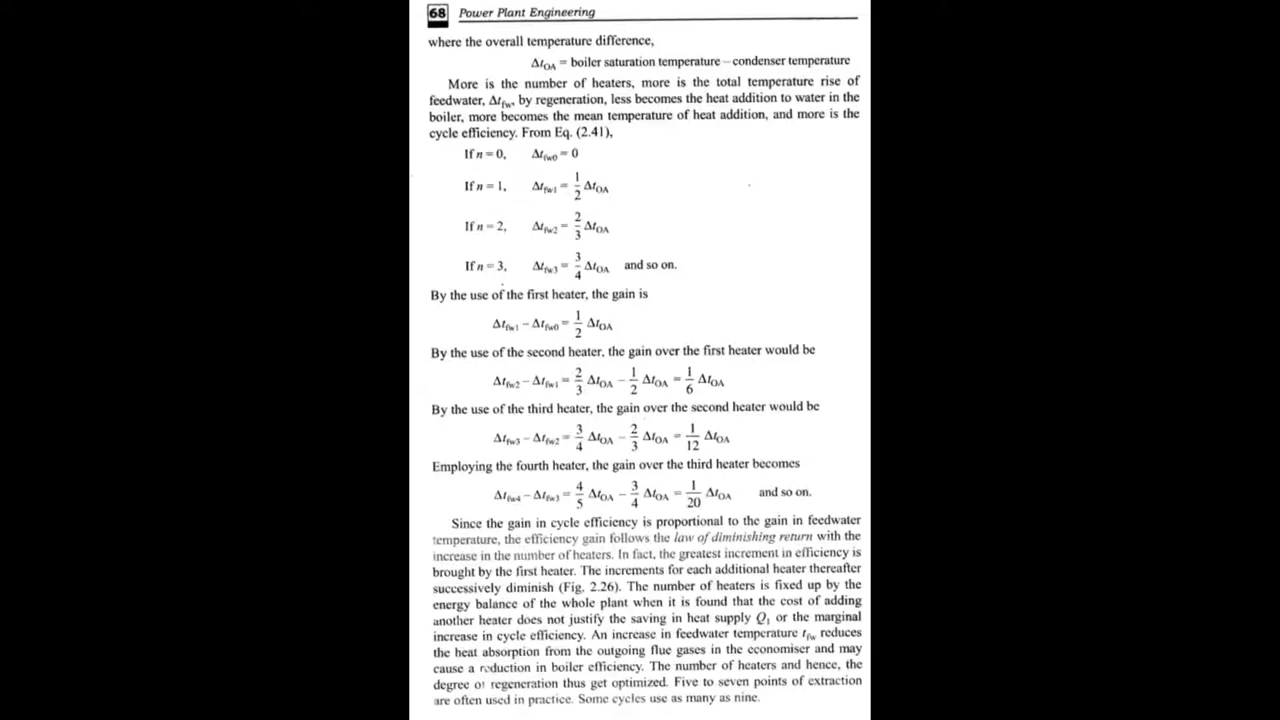 68 Power Plant Engineering
where the overall temperature difference,
Δt_OA = boiler saturation temperature – condenser temperature
More is the number of heaters, more is the total temperature rise of
feedwater, Δt_fw, by regeneration, less becomes the heat addition to water in the
boiler, more becomes the mean temperature of heat addition, and more is the
cycle efficiency. From Eq. (2.41),
If n = 0, Δt_fw0 = 0
If n = 1, Δt_fw1 = 1/2 Δt_OA
If n = 2, Δt_fw2 = 2/3 Δt_OA
If n = 3, Δt_fw3 = 3/4 Δt_OA and so on.
By the use of the first heater, the gain is
Δt_fw1 – Δt_fw0 = 1/2 Δt_OA
By the use of the second heater, the gain over the first heater would be
Δt_fw2 – Δt_fw1 = 2/3 Δt_OA – 1/2 Δt_OA = 1/6 Δt_OA
By the use of the third heater, the gain over the second heater would be
Δt_fw3 – Δt_fw2 = 3/4 Δt_OA – 2/3 Δt_OA = 1/12 Δt_OA
Employing the fourth heater, the gain over the third heater becomes
Δt_fw4 – Δt_fw3 = 4/5 Δt_OA – 3/4 Δt_OA = 1/20 Δt_OA and so on.
Since the gain in cycle efficiency is proportional to the gain in feedwater
temperature, the efficiency gain follows the law of diminishing return with the
increase in the number of heaters. In fact, the greatest increment in efficiency is
brought by the first heater. The increments for each additional heater thereafter
successively diminish (Fig. 2.26). The number of heaters is fixed up by the
energy balance of the whole plant when it is found that the cost of adding
another heater does not justify the saving in heat supply Q₁ or the marginal
increase in cycle efficiency. An increase in feedwater temperature t_fw reduces
the heat absorption from the outgoing flue gases in the economiser and may
cause a reduction in boiler efficiency. The number of heaters and hence, the
degree of regeneration thus get optimized. Five to seven points of extraction
are often used in practice. Some cycles use as many as nine.